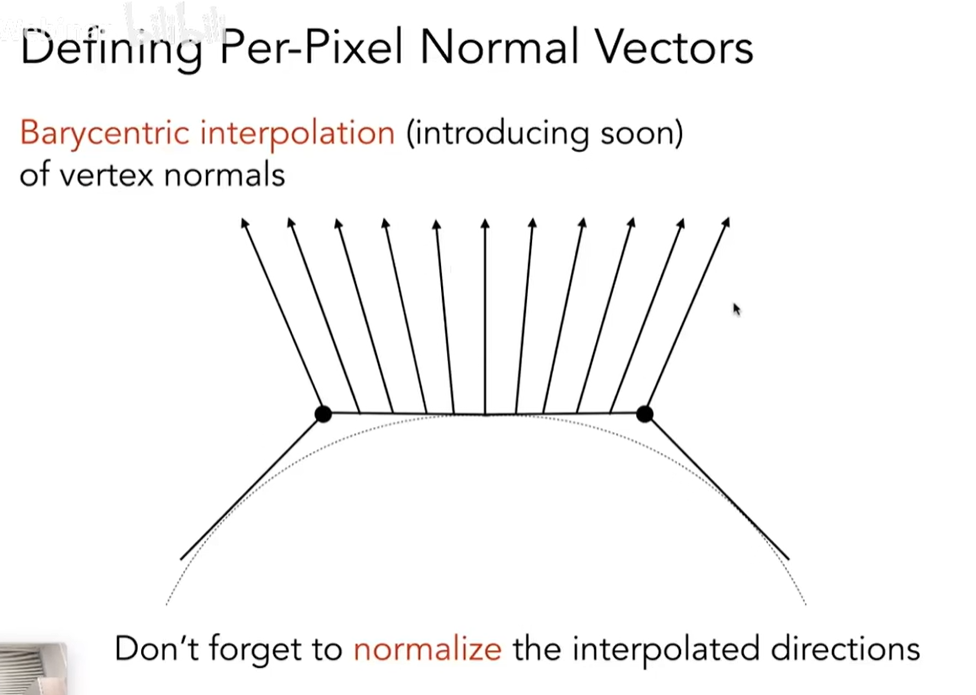 Defining Per-Pixel Normal Vectors
Barycentric interpolation (introducing soon)
of vertex normals
Don't forget to normalize the interpolated directions